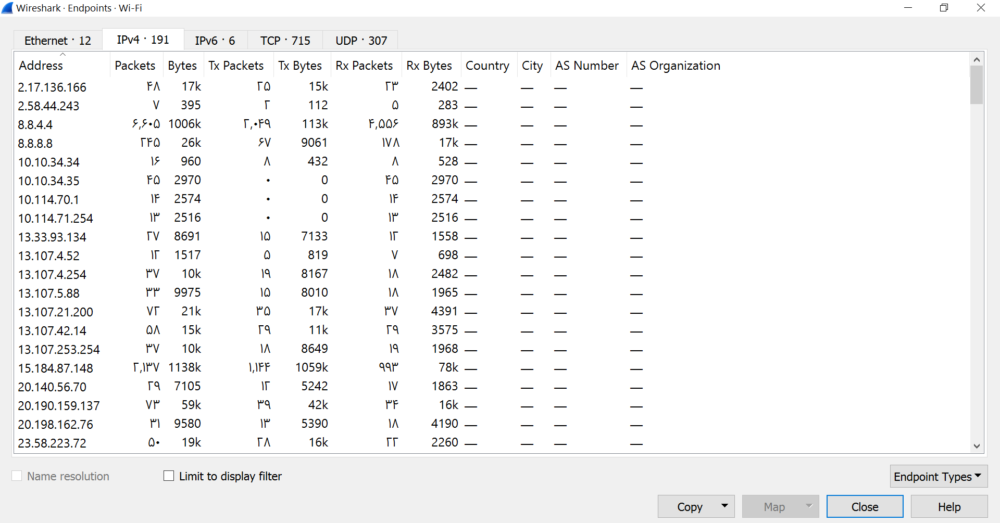 Wireshark · Endpoints · Wi-Fi
Ethernet · 12 IPv4 · 191 IPv6 · 6 TCP · 715 UDP · 307
Address Packets Bytes Tx Packets Tx Bytes Rx Packets Rx Bytes Country City AS Number AS Organization
2.17.136.166 ۴۸ 17k ۲۵ 15k ۲۳ 2402 — — — —
2.58.44.243 ۷ 395 ۲ 112 ۵ 283 — — — —
8.8.4.4 ۶,۶۰۵ 1006k ۲,۰۴۹ 113k ۴,۵۵۶ 893k — — — —
8.8.8.8 ۲۴۵ 26k ۶۷ 9061 ۱۷۸ 17k — — — —
10.10.34.34 ۱۶ 960 ۸ 432 ۸ 528 — — — —
10.10.34.35 ۴۵ 2970 ۰ 0 ۴۵ 2970 — — — —
10.114.70.1 ۱۴ 2574 ۰ 0 ۱۴ 2574 — — — —
10.114.71.254 ۱۳ 2516 ۰ 0 ۱۳ 2516 — — — —
13.33.93.134 ۲۷ 8691 ۱۵ 7133 ۱۲ 1558 — — — —
13.107.4.52 ۱۲ 1517 ۵ 819 ۷ 698 — — — —
13.107.4.254 ۳۷ 10k ۱۹ 8167 ۱۸ 2482 — — — —
13.107.5.88 ۳۳ 9975 ۱۵ 8010 ۱۸ 1965 — — — —
13.107.21.200 ۷۲ 21k ۳۵ 17k ۳۷ 4391 — — — —
13.107.42.14 ۵۸ 15k ۲۹ 11k ۲۹ 3575 — — — —
13.107.253.254 ۳۷ 10k ۱۸ 8649 ۱۹ 1968 — — — —
15.184.87.148 ۲,۱۳۷ 1138k ۱,۱۴۴ 1059k ۹۹۳ 78k — — — —
20.140.56.70 ۲۹ 7105 ۱۲ 5242 ۱۷ 1863 — — — —
20.190.159.137 ۷۳ 59k ۳۹ 42k ۳۴ 16k — — — —
20.198.162.76 ۳۱ 9580 ۱۳ 5390 ۱۸ 4190 — — — —
23.58.223.72 ۵۰ 19k ۲۸ 16k ۲۲ 2260 — — — —
Name resolution Limit to display filter Endpoint Types
Copy Map Close Help